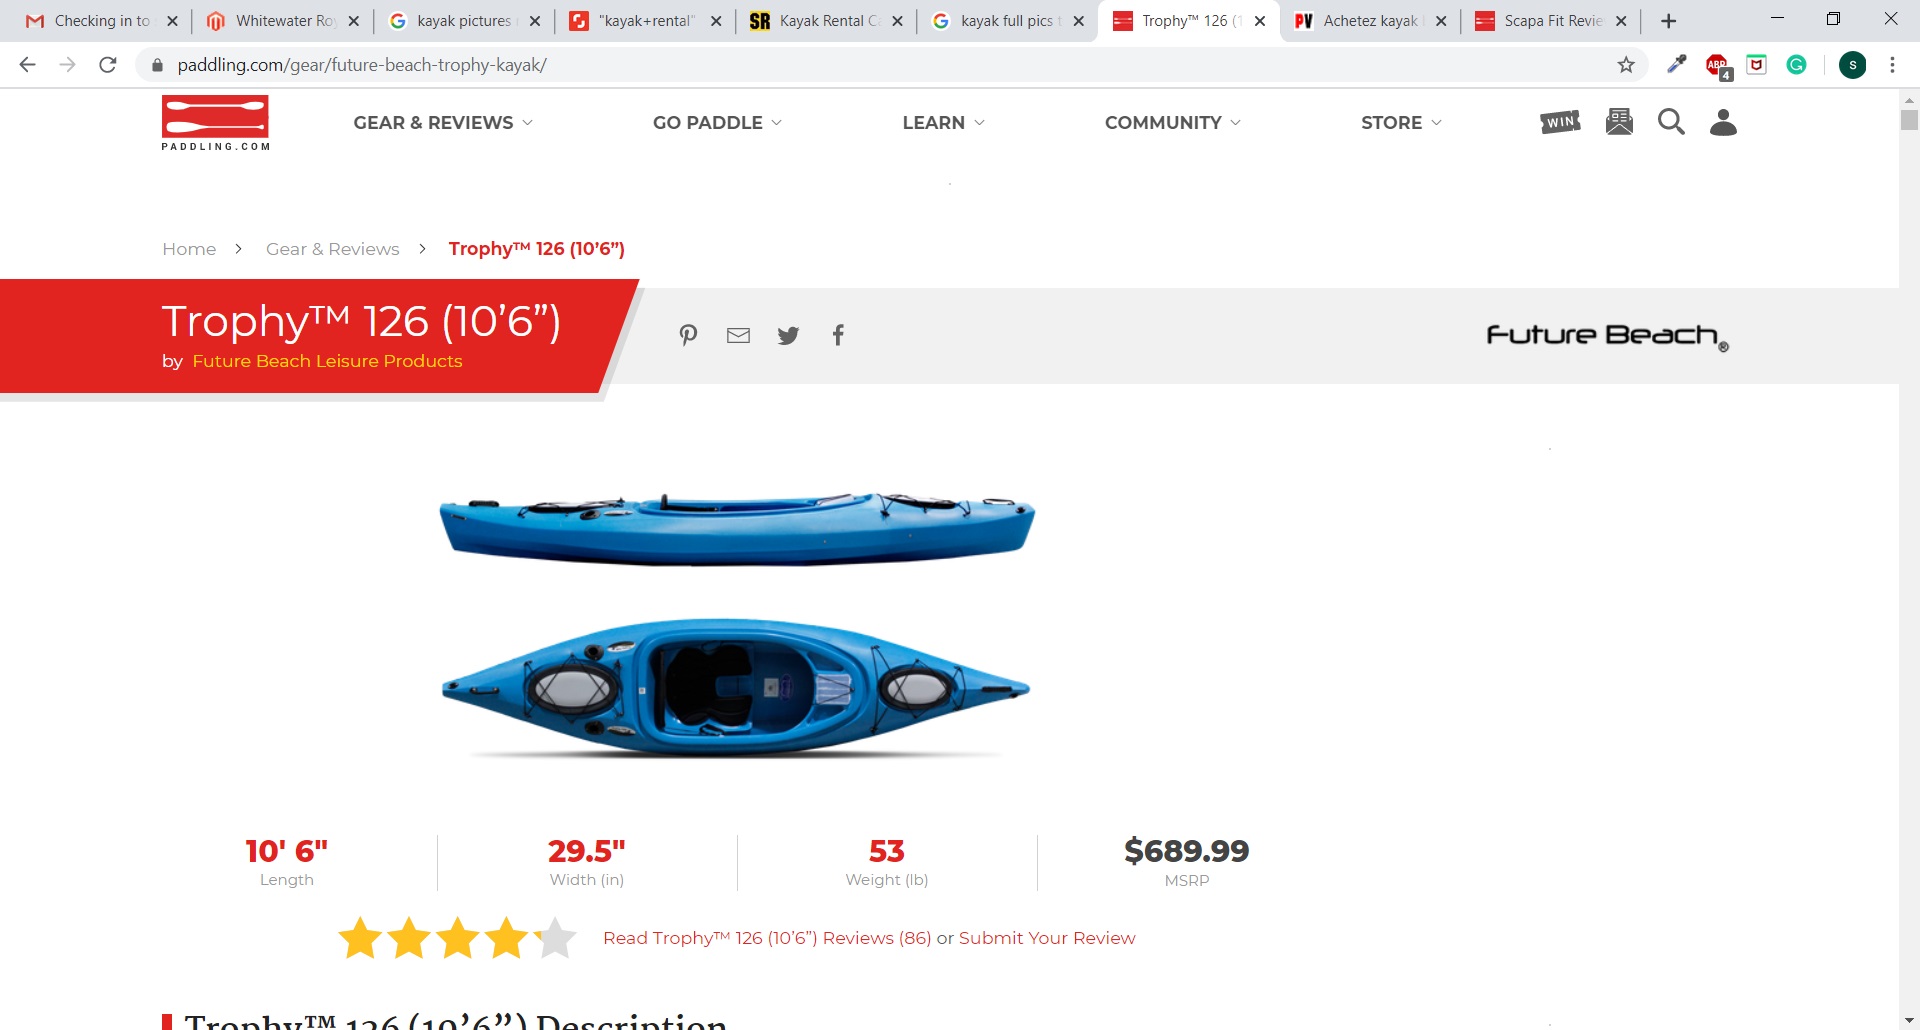 Checking in to
Whitewater Ro
kayak pictures
"kayak+rental"
SR Kayak Rental C
kayak full pics t
Trophy™ 126 (1
PV Achetez kayak
Scapa Fit Revie
paddling.com/gear/future-beach-trophy-kayak/
ABP
4
S
PADDLING.COM
GEAR & REVIEWS
GO PADDLE
LEARN
COMMUNITY
STORE
WIN
Home > Gear & Reviews > Trophy™ 126 (10’6”)
Trophy™ 126 (10’6”)
by Future Beach Leisure Products
Future Beach®
10' 6"
Length
29.5"
Width (in)
53
Weight (lb)
$689.99
MSRP
Read Trophy™ 126 (10’6”) Reviews (86) or Submit Your Review
Trophy™ 126 (10’6”) Description